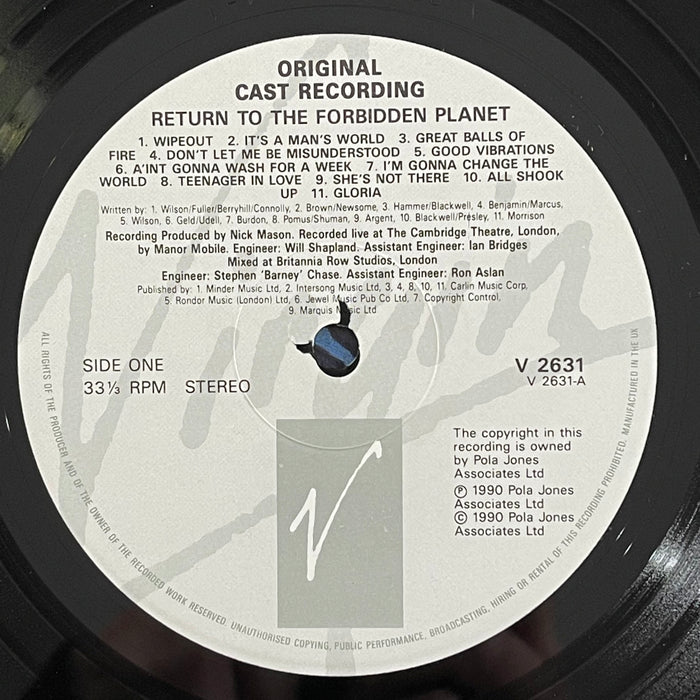 ORIGINAL
CAST RECORDING
RETURN TO THE FORBIDDEN PLANET
1. WIPEOUT 2. IT'S A MAN'S WORLD 3. GREAT BALLS OF
FIRE 4. DON'T LET ME BE MISUNDERSTOOD 5. GOOD VIBRATIONS
6. A'INT GONNA WASH FOR A WEEK 7. I'M GONNA CHANGE THE
WORLD 8. TEENAGER IN LOVE 9. SHE'S NOT THERE 10. ALL SHOOK
UP 11. GLORIA
Written by: 1. Wilson/Fuller/Berryhill/Connolly, 2. Brown/Newsome, 3. Hammer/Blackwell, 4. Benjamin/Marcus,
5. Wilson, 6. Geld/Udell, 7. Burdon, 8. Pomus/Shuman, 9. Argent, 10. Blackwell/Presley, 11. Morrison
Recording Produced by Nick Mason. Recorded live at The Cambridge Theatre, London,
by Manor Mobile. Engineer: Will Shapland. Assistant Engineer: Ian Bridges
Mixed at Britannia Row Studios, London
Engineer: Stephen 'Barney' Chase. Assistant Engineer: Ron Aslan
Published by: 1. Minder Music Ltd, 2. Intersong Music Ltd, 3, 4, 8, 10, 11. Carlin Music Corp,
5. Rondor Music (London) Ltd, 6. Jewel Music Pub Co Ltd, 7. Copyright Control,
9. Marquis Music Ltd
Virgin
SIDE ONE
33⅓ RPM STEREO
V 2631
V 2631-A
The copyright in this
recording is owned
by Pola Jones
Associates Ltd
℗ 1990 Pola Jones
Associates Ltd
© 1990 Pola Jones
Associates Ltd
V
ALL RIGHTS OF THE PRODUCER AND OF THE OWNER OF THE RECORDED WORK RESERVED. UNAUTHORISED COPYING, PUBLIC PERFORMANCE, BROADCASTING, HIRING OR RENTAL OF THIS RECORDING PROHIBITED. MANUFACTURED IN THE UK